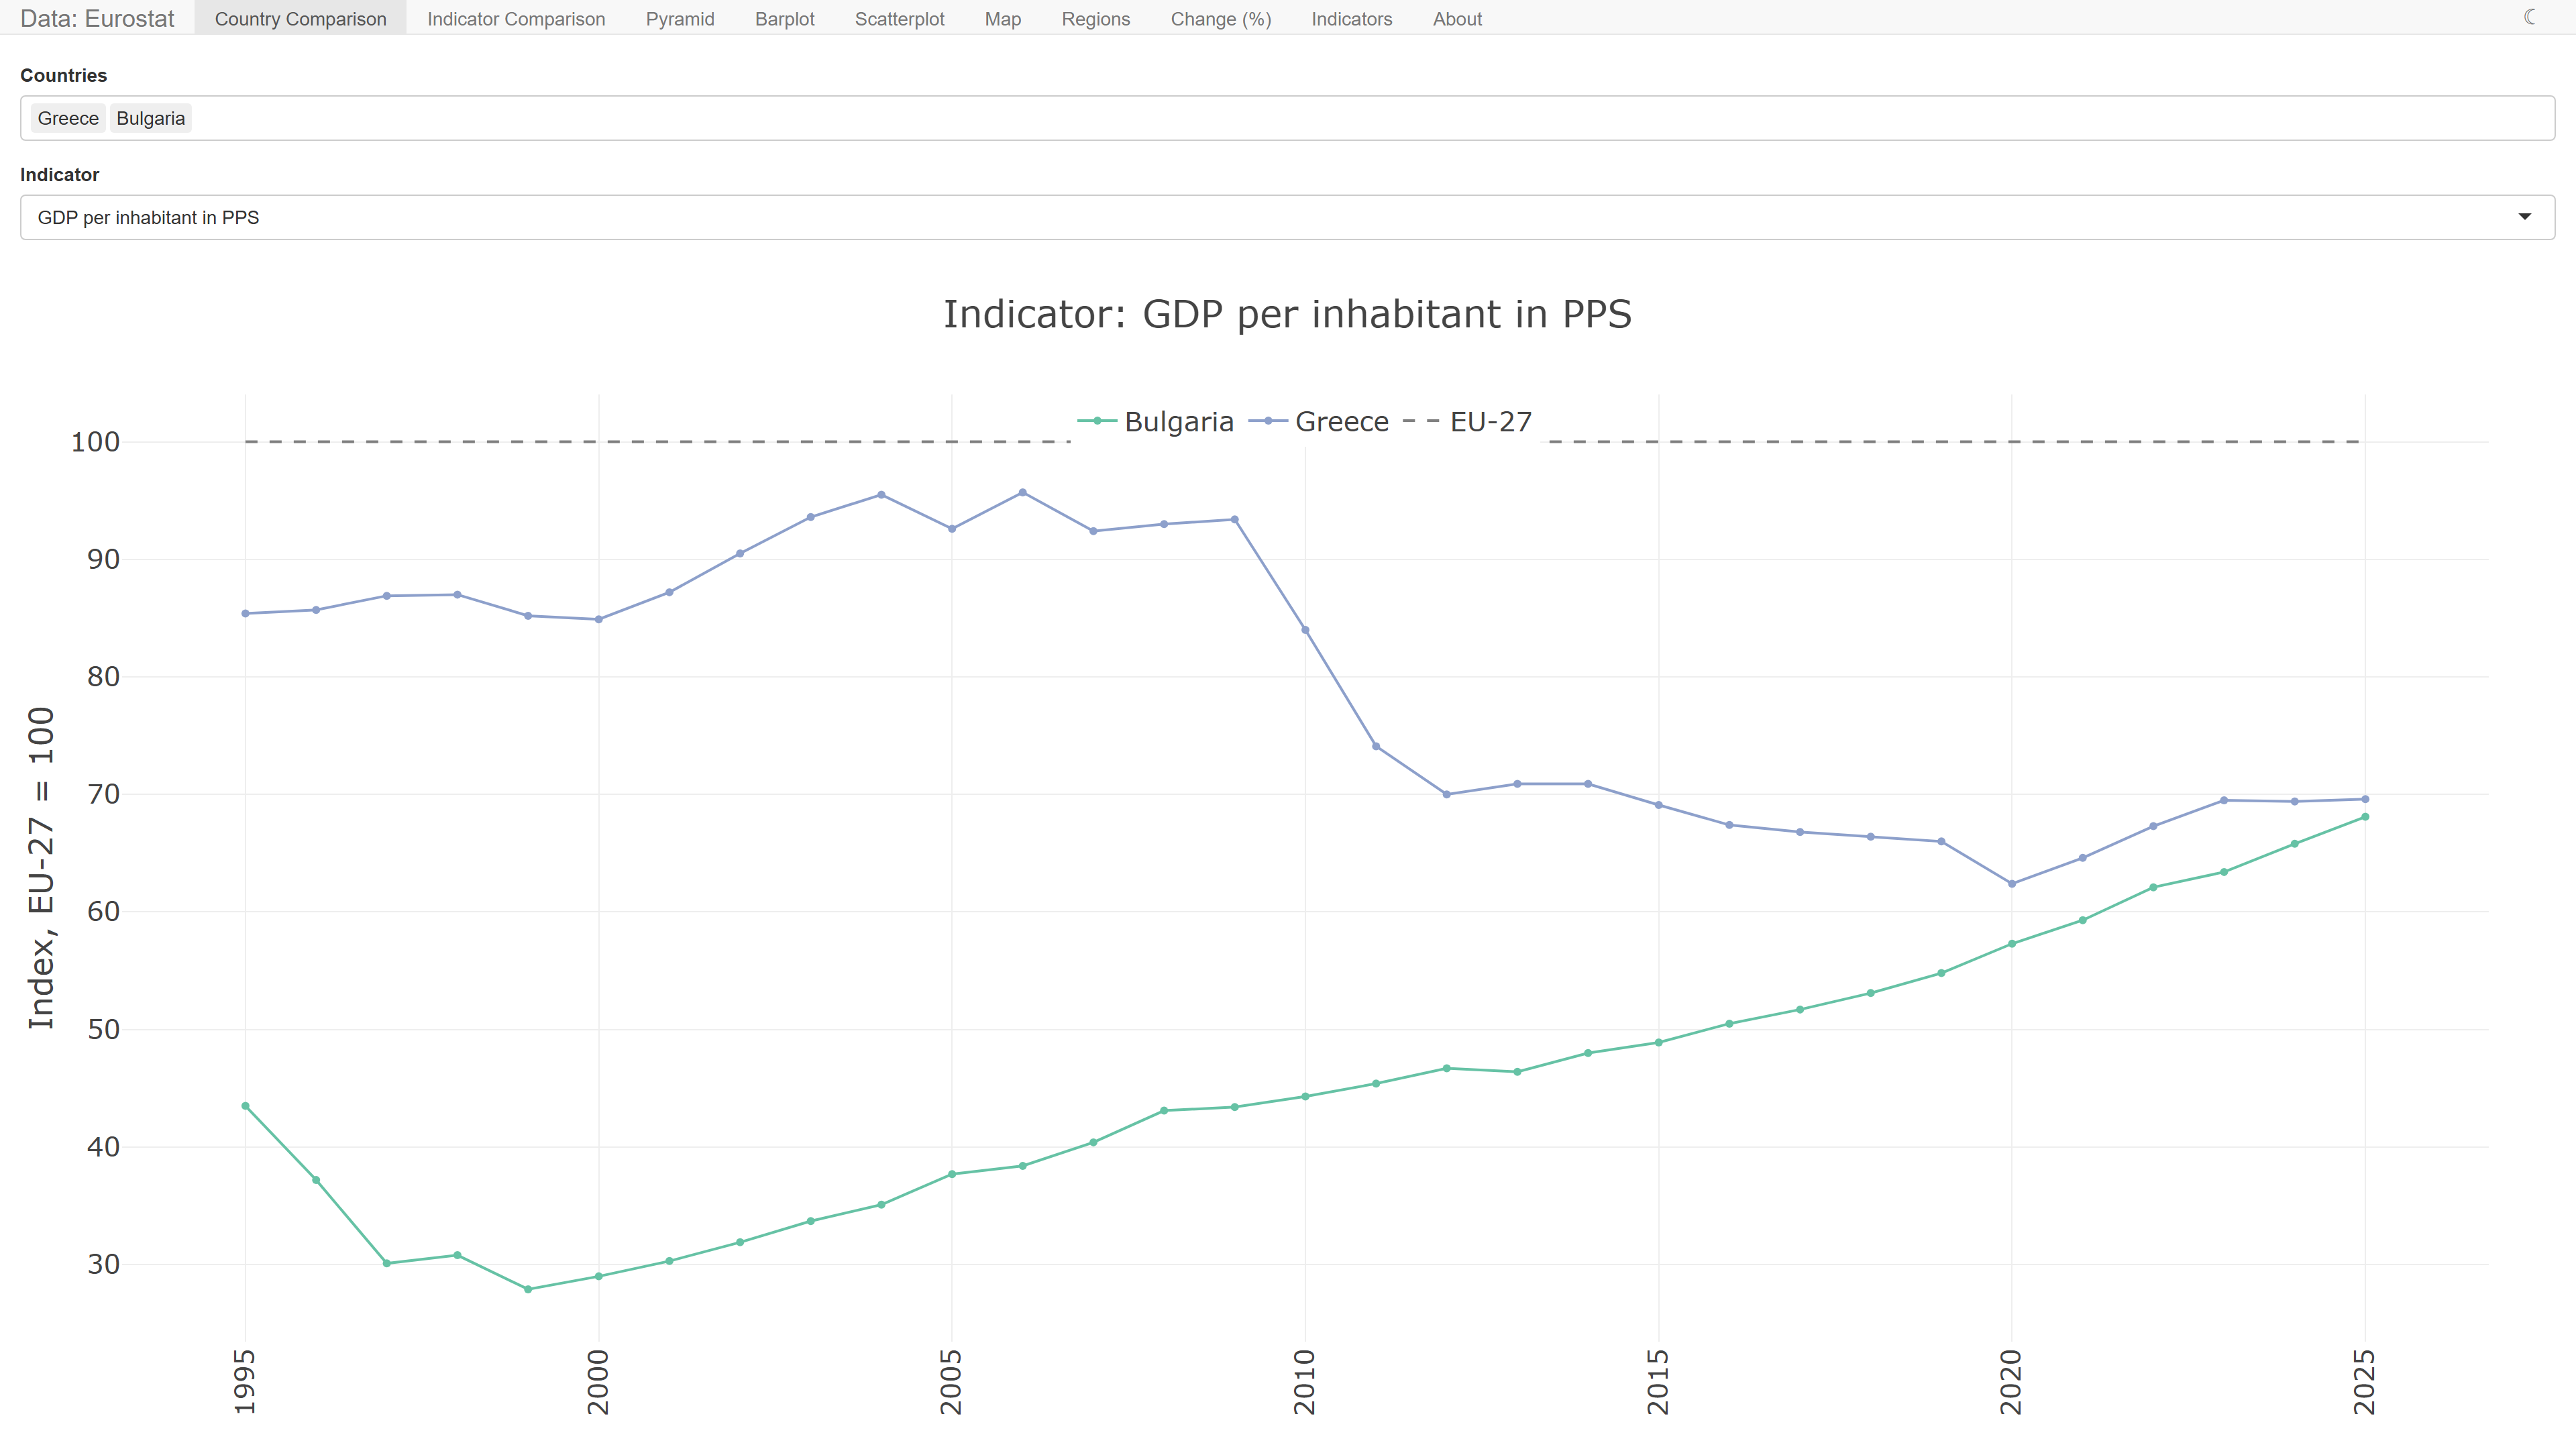 Data: Eurostat Country Comparison Indicator Comparison Pyramid Barplot Scatterplot Map Regions Change (%) Indicators About
Countries
Greece Bulgaria
Indicator
GDP per inhabitant in PPS
Indicator: GDP per inhabitant in PPS
Bulgaria Greece EU-27
100
90
80
70
60
50
40
30
Index, EU-27 = 100
1995 2000 2005 2010 2015 2020 2025